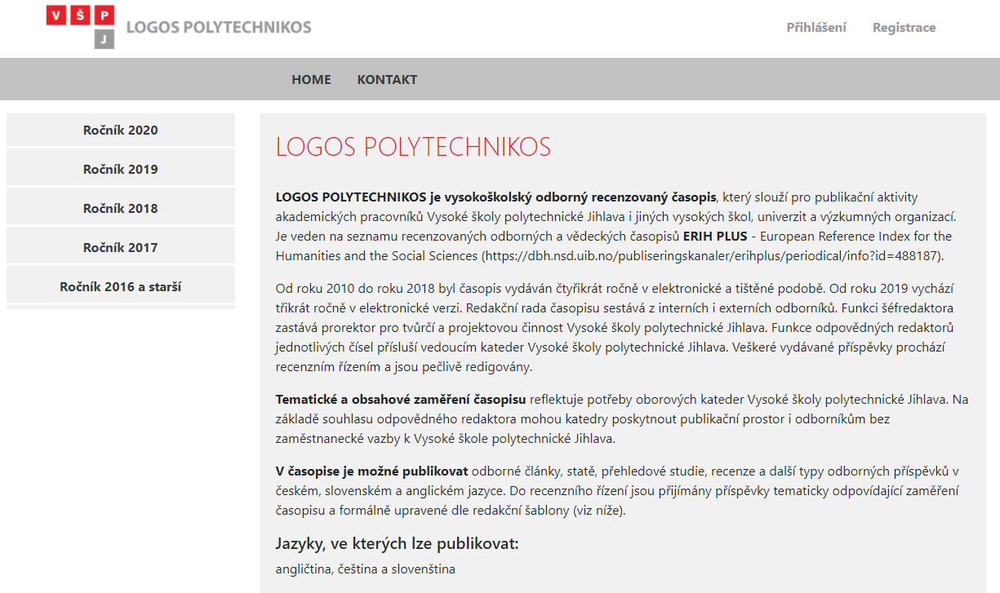 V Š P
J
LOGOS POLYTECHNIKOS
Přihlášení
Registrace
HOME
KONTAKT
Ročník 2020
Ročník 2019
Ročník 2018
Ročník 2017
Ročník 2016 a starší
LOGOS POLYTECHNIKOS
LOGOS POLYTECHNIKOS je vysokoškolský odborný recenzovaný časopis, který slouží pro publikační aktivity
akademických pracovníků Vysoké školy polytechnické Jihlava i jiných vysokých škol, univerzit a výzkumných organizací.
Je veden na seznamu recenzovaných odborných a vědeckých časopisů ERIH PLUS - European Reference Index for the
Humanities and the Social Sciences (https://dbh.nsd.uib.no/publiseringskanaler/erihplus/periodical/info?id=488187).
Od roku 2010 do roku 2018 byl časopis vydáván čtyřikrát ročně v elektronické a tištěné podobě. Od roku 2019 vychází
třikrát ročně v elektronické verzi. Redakční rada časopisu sestává z interních i externích odborníků. Funkci šéfredaktora
zastává prorektor pro tvůrčí a projektovou činnost Vysoké školy polytechnické Jihlava. Funkce odpovědných redaktorů
jednotlivých čísel přísluší vedoucím kateder Vysoké školy polytechnické Jihlava. Veškeré vydávané příspěvky prochází
recenzním řízením a jsou pečlivě redigovány.
Tematické a obsahové zaměření časopisu reflektuje potřeby oborových kateder Vysoké školy polytechnické Jihlava. Na
základě souhlasu odpovědného redaktora mohou katedry poskytnout publikační prostor i odborníkům bez
zaměstnanecké vazby k Vysoké škole polytechnické Jihlava.
V časopise je možné publikovat odborné články, statě, přehledové studie, recenze a další typy odborných příspěvků v
českém, slovenském a anglickém jazyce. Do recenzního řízení jsou přijímány příspěvky tematicky odpovídající zaměření
časopisu a formálně upravené dle redakční šablony (viz níže).
Jazyky, ve kterých lze publikovat:
angličtina, čeština a slovenština